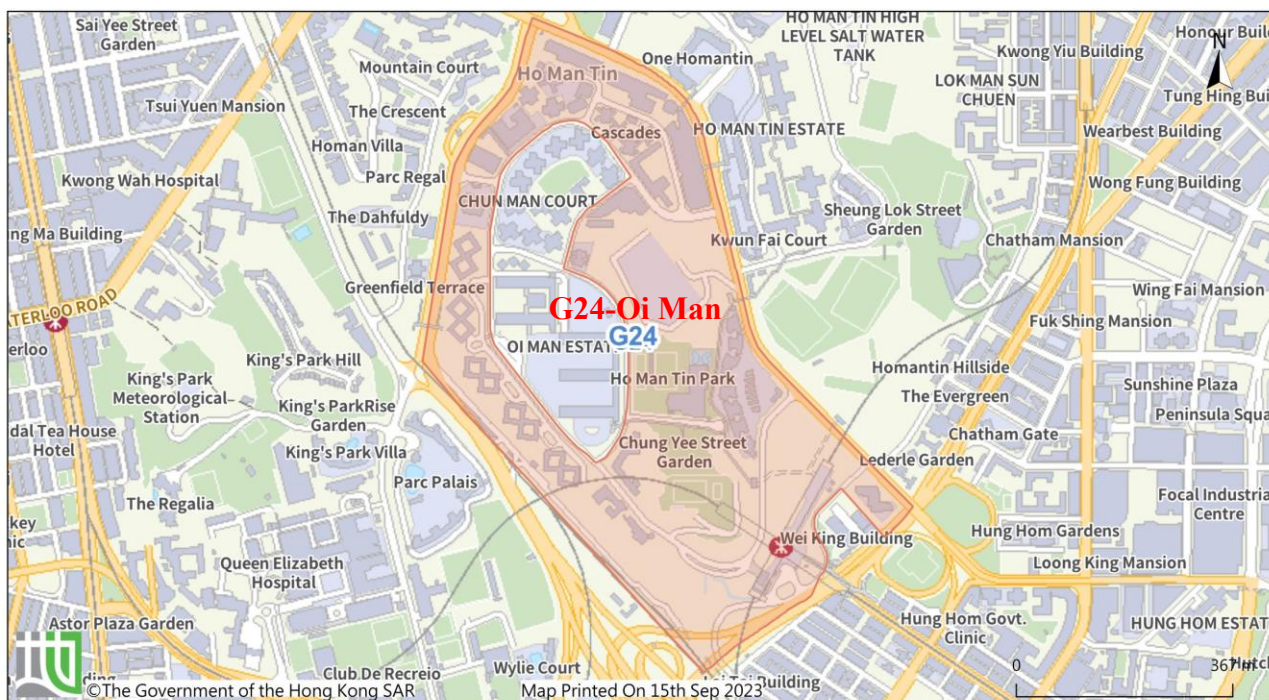 Sai Yee Street
Garden
HO MAN TIN HIGH
LEVEL SALT WATER
TANK
Kwong Yiu Building
N
Mountain Court
Ho Man Tin
One Homantin
LOK MAN SUN
CHUEN
Tsui Yuen Mansion
The Crescent
Cascades
HO MAN TIN ESTATE
Wearbest Building
Homan Villa
Kwong Wah Hospital
Parc Regal
Wong Fung Building
CHUN MAN COURT
The Dahfuldy
Sheung Lok Street
Garden
Kwun Fai Court
Chatham Mansion
Greenfield Terrace
Wing Fai Mansion
G24-Oi Man
G24
Fuk Shing Mansion
King's Park Hill
OI MAN ESTATE
Homantin Hillside
King's Park
Meteorological
Station
Ho Man Tin Park
Sunshine Plaza
The Evergreen
King's ParkRise
Garden
Chatham Gate
Hotel
King's Park Villa
Chung Yee Street
Garden
Lederle Garden
Parc Palais
The Regalia
Focal Industrial
Centre
Hung Hom Gardens
Wei King Building
Queen Elizabeth
Hospital
Loong King Mansion
Astor Plaza Garden
Hung Hom Govt.
Clinic
HUNG HOM ESTATE
Wylie Court
Club De Recreio
0
367 m
©The Government of the Hong Kong SAR
Map Printed On 15th Sep 2023